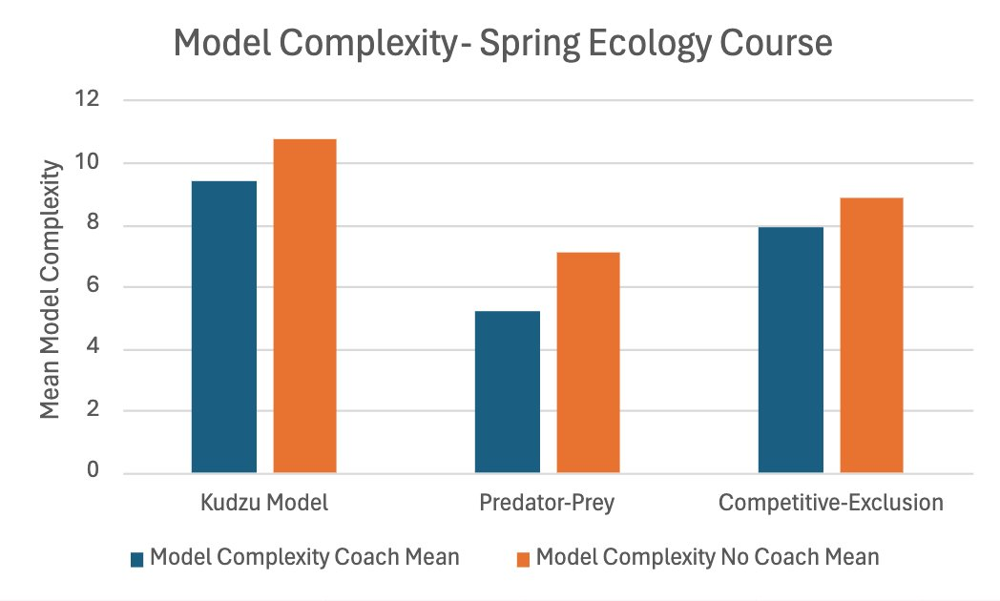 Model Complexity- Spring Ecology Course
Mean Model Complexity
12
10
8
6
4
2
0
Kudzu Model Predator-Prey Competitive-Exclusion
Model Complexity Coach Mean Model Complexity No Coach Mean